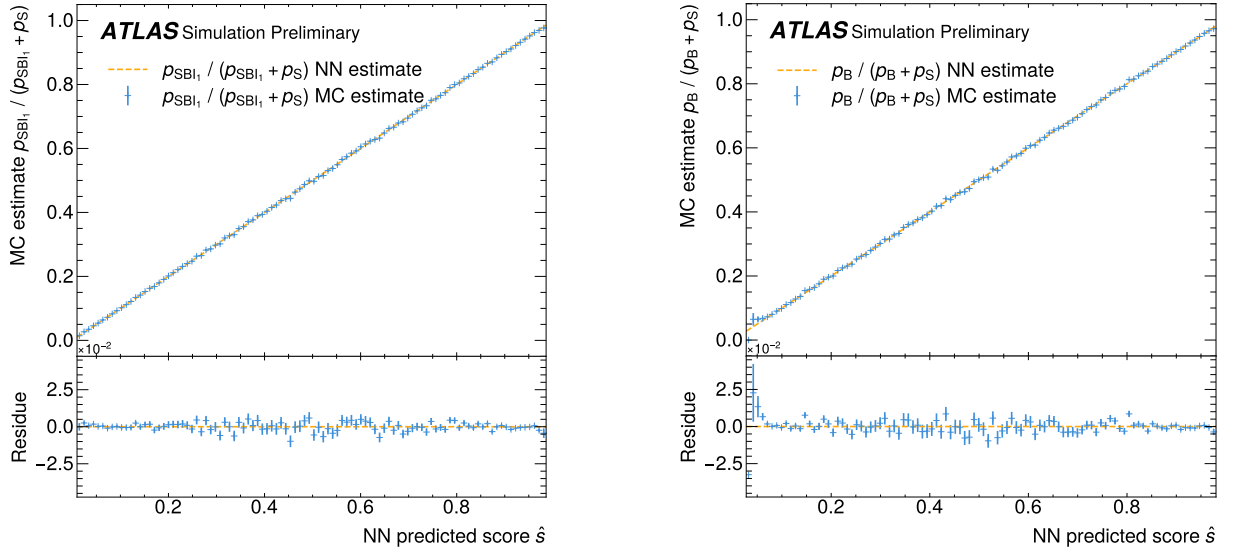 ATLAS Simulation Preliminary
p_SBI₁ / (p_SBI₁ + p_S) NN estimate
p_SBI₁ / (p_SBI₁ + p_S) MC estimate
MC estimate p_SBI₁ / (p_SBI₁ + p_S)
1.0
0.8
0.6
0.4
0.2
0.0
×10⁻²
Residue
2.5
0.0
−2.5
0.2 0.4 0.6 0.8
NN predicted score ŝ
ATLAS Simulation Preliminary
p_B / (p_B + p_S) NN estimate
p_B / (p_B + p_S) MC estimate
MC estimate p_B / (p_B + p_S)
1.0
0.8
0.6
0.4
0.2
0.0
×10⁻²
Residue
2.5
0.0
−2.5
0.2 0.4 0.6 0.8
NN predicted score ŝ